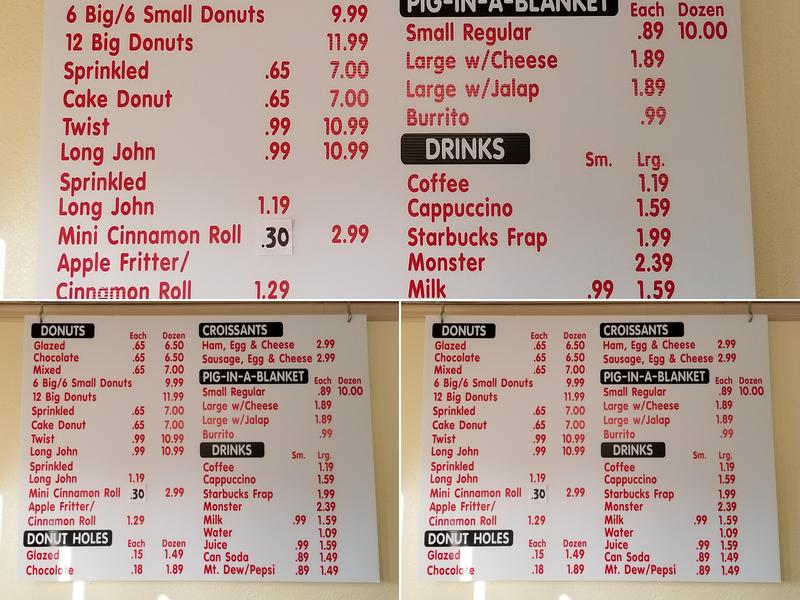 6 Big/6 Small Donuts 9.99
12 Big Donuts 11.99
Sprinkled .65 7.00
Cake Donut .65 7.00
Twist .99 10.99
Long John .99 10.99
Sprinkled
Long John 1.19
Mini Cinnamon Roll .30 2.99
Apple Fritter/
Cinnamon Roll 1.29
PIG-IN-A-BLANKET Each Dozen
Small Regular .89 10.00
Large w/Cheese 1.89
Large w/Jalap 1.89
Burrito .99
DRINKS Sm. Lrg.
Coffee 1.19
Cappuccino 1.59
Starbucks Frap 1.99
Monster 2.39
Milk .99 1.59
DONUTS Each Dozen
Glazed .65 6.50
Chocolate .65 6.50
Mixed .65 7.00
6 Big/6 Small Donuts 9.99
12 Big Donuts 11.99
Sprinkled .65 7.00
Cake Donut .65 7.00
Twist .99 10.99
Long John .99 10.99
Sprinkled
Long John 1.19
Mini Cinnamon Roll .30 2.99
Apple Fritter/
Cinnamon Roll 1.29
DONUT HOLES Each Dozen
Glazed .15 1.49
Chocolate .18 1.89
CROISSANTS
Ham, Egg & Cheese 2.99
Sausage, Egg & Cheese 2.99
PIG-IN-A-BLANKET Each Dozen
Small Regular .89 10.00
Large w/Cheese 1.89
Large w/Jalap 1.89
Burrito .99
DRINKS Sm. Lrg.
Coffee 1.19
Cappuccino 1.59
Starbucks Frap 1.99
Monster 2.39
Milk .99 1.59
Water 1.09
Juice .99 1.59
Can Soda .89 1.49
Mt. Dew/Pepsi .89 1.49
DONUTS Each Dozen
Glazed .65 6.50
Chocolate .65 6.50
Mixed .65 7.00
6 Big/6 Small Donuts 9.99
12 Big Donuts 11.99
Sprinkled .65 7.00
Cake Donut .65 7.00
Twist .99 10.99
Long John .99 10.99
Sprinkled
Long John 1.19
Mini Cinnamon Roll .30 2.99
Apple Fritter/
Cinnamon Roll 1.29
DONUT HOLES Each Dozen
Glazed .15 1.49
Chocolate .18 1.89
CROISSANTS
Ham, Egg & Cheese 2.99
Sausage, Egg & Cheese 2.99
PIG-IN-A-BLANKET Each Dozen
Small Regular .89 10.00
Large w/Cheese 1.89
Large w/Jalap 1.89
Burrito .99
DRINKS Sm. Lrg.
Coffee 1.19
Cappuccino 1.59
Starbucks Frap 1.99
Monster 2.39
Milk .99 1.59
Water 1.09
Juice .99 1.59
Can Soda .89 1.49
Mt. Dew/Pepsi .89 1.49